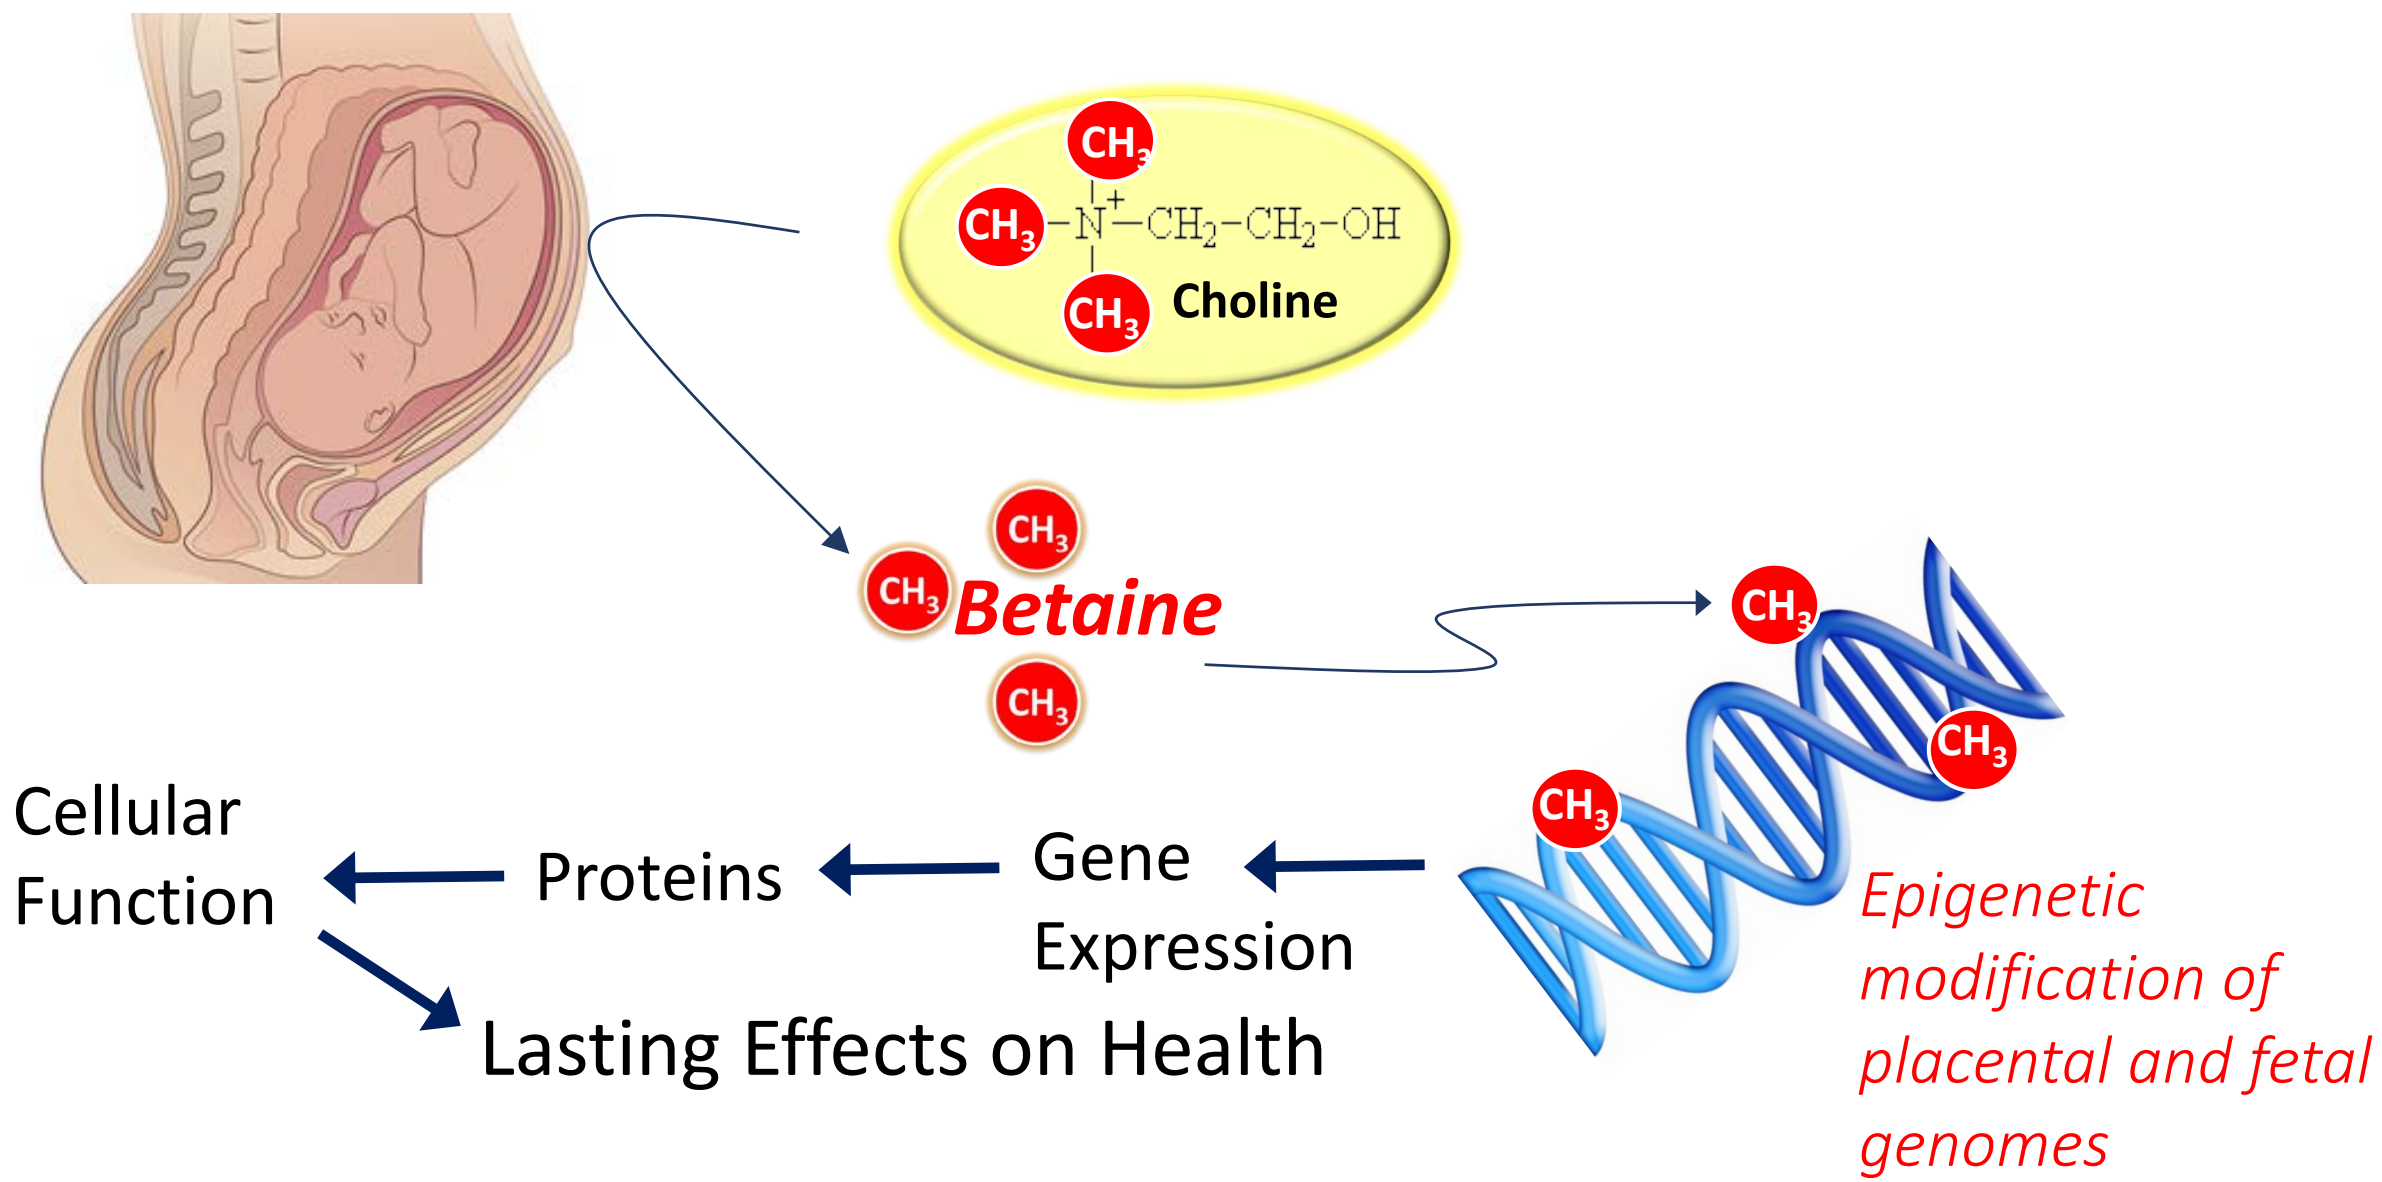 CH3
CH3-N+-CH2-CH2-OH
CH3
Choline
CH3
CH3
Betaine
CH3
CH3
CH3
CH3
Cellular
Function
Proteins
Gene
Expression
Lasting Effects on Health
Epigenetic
modification of
placental and fetal
genomes